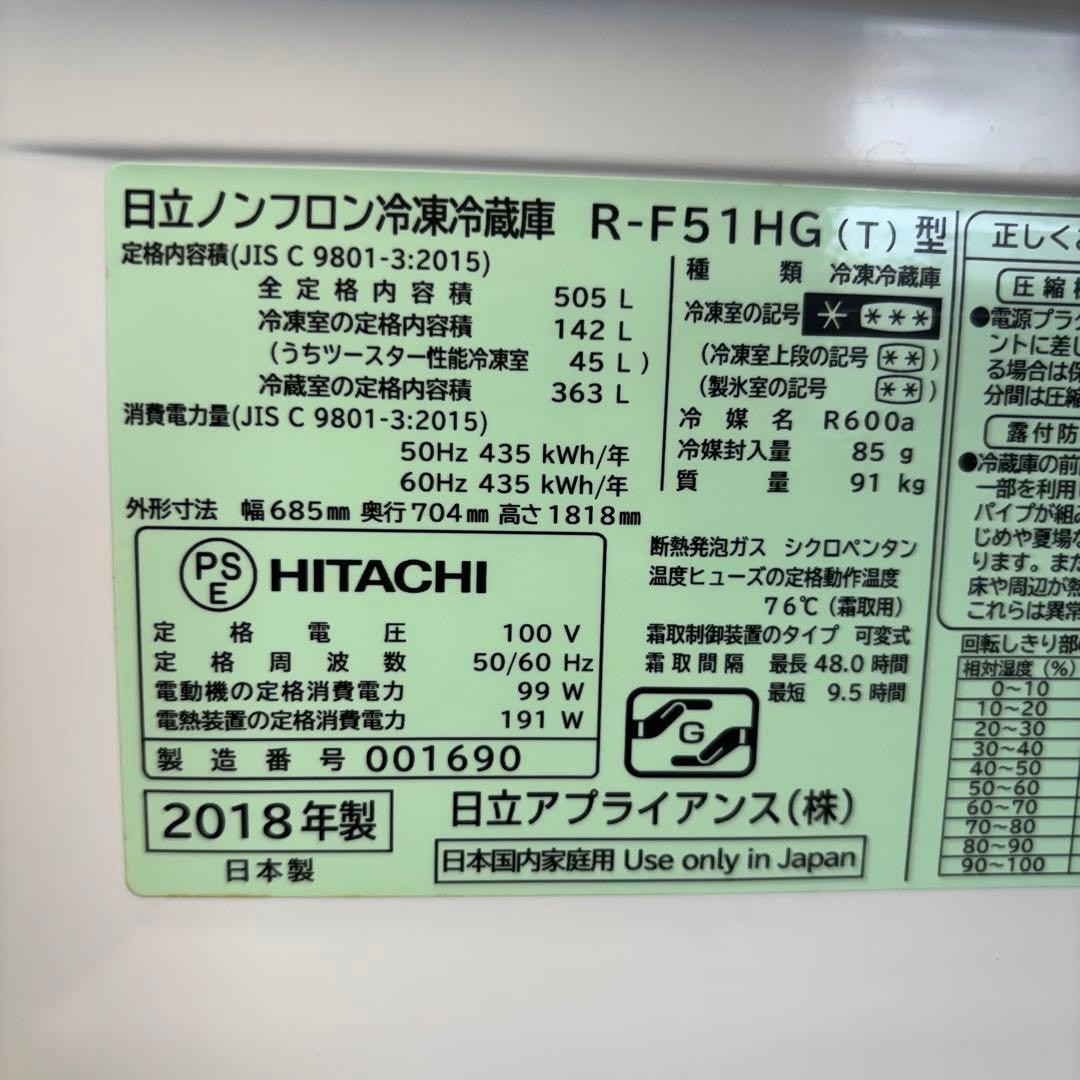 日立ノンフロン冷凍冷蔵庫 R-F51HG(T)型
定格内容積(JIS C 9801-3:2015)
全定格内容積 505 L
冷凍室の定格内容積 142 L
(うちツースター性能冷凍室 45 L)
冷蔵室の定格内容積 363 L
消費電力量(JIS C 9801-3:2015)
50Hz 435 kWh/年
60Hz 435 kWh/年
外形寸法 幅685mm 奥行704mm 高さ1818mm
種類 冷凍冷蔵庫
冷凍室の記号 * ***
(冷凍室上段の記号 **)
(製氷室の記号 **)
冷媒名 R600a
冷媒封入量 85 g
質量 91 kg
PSE HITACHI
定格電圧 100 V
定格周波数 50/60 Hz
電動機の定格消費電力 99 W
電熱装置の定格消費電力 191 W
製造番号 001690
2018年製
日本製
断熱発泡ガス シクロペンタン
温度ヒューズの定格動作温度
76℃(霜取用)
霜取制御装置のタイプ 可変式
霜取間隔 最長 48.0時間
最短 9.5時間
G
日立アプライアンス(株)
日本国内家庭用 Use only in Japan
正しくお
圧縮
●電源プラ
ントに差し
る場合は保
分間は圧縮
露付防
●冷蔵庫の前
一部を利用し
パイプが組み
じめや夏場な
ります。また
床や周辺が熱
これらは異常
回転しきり部
相対湿度(%)
0~10
10~20
20~30
30~40
40~50
50~60
60~70
70~80
80~90
90~100